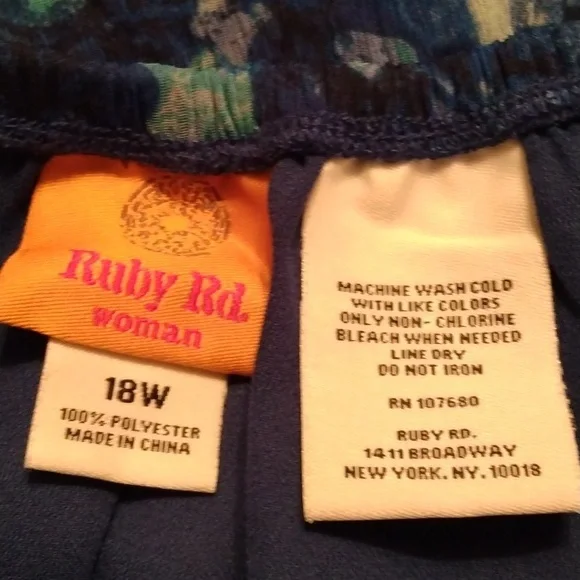 Ruby Rd.
woman
18W
100% POLYESTER
MADE IN CHINA
MACHINE WASH COLD
WITH LIKE COLORS
ONLY NON- CHLORINE
BLEACH WHEN NEEDED
LINE DRY
DO NOT IRON
RN 107680
RUBY RD.
1411 BROADWAY
NEW YORK. NY. 10018